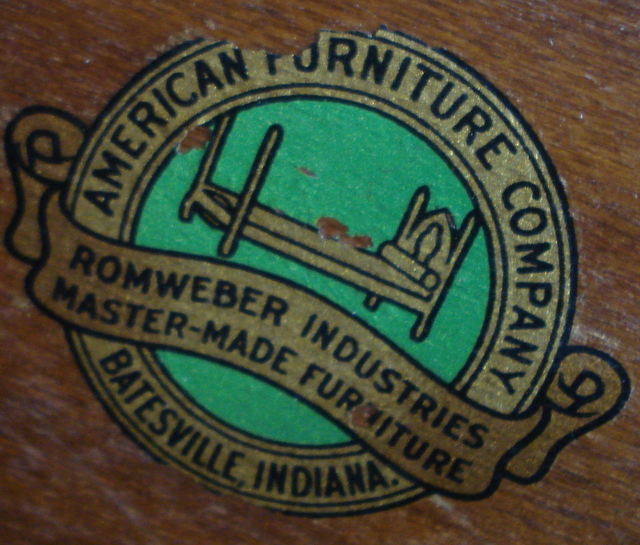 AMERICAN FURNITURE COMPANY
ROMWEBER INDUSTRIES
MASTER-MADE FURNITURE
BATESVILLE, INDIANA.